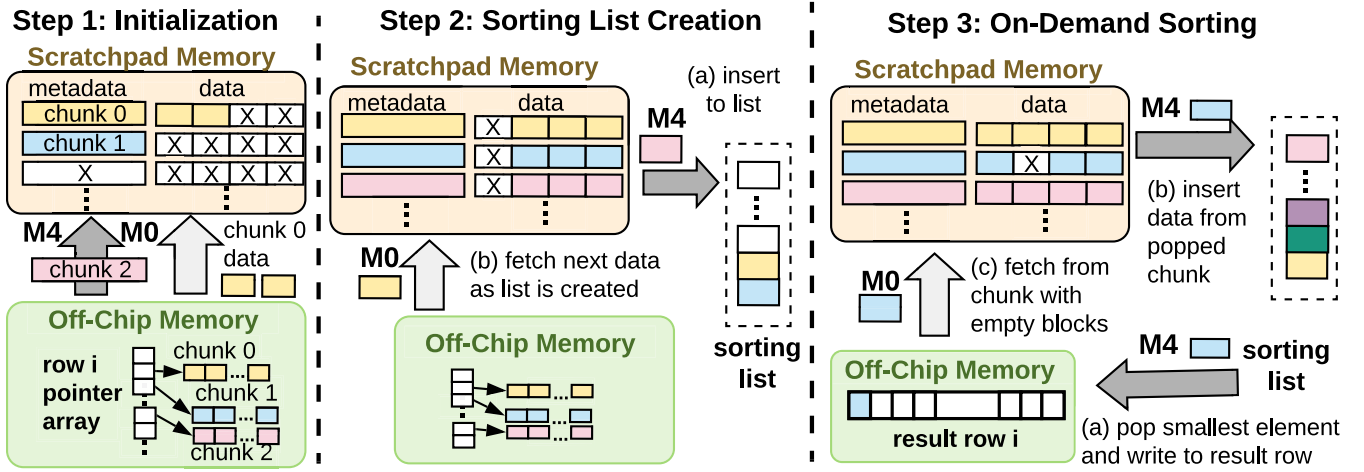 Step 1: Initialization
Scratchpad Memory
metadata data
chunk 0 X X
chunk 1 X X X X
X X X X X
M4 M0 chunk 0
data
chunk 2
Off-Chip Memory
row i
pointer
array
chunk 0
chunk 1
chunk 2
Step 2: Sorting List Creation
Scratchpad Memory
metadata data
X
X
X
(a) insert
to list
M4
M0
(b) fetch next data
as list is created
Off-Chip Memory
sorting
list
Step 3: On-Demand Sorting
Scratchpad Memory
metadata data
X
M4
(b) insert
data from
popped
chunk
M0
(c) fetch from
chunk with
empty blocks
Off-Chip Memory
result row i
M4
sorting
list
(a) pop smallest element
and write to result row